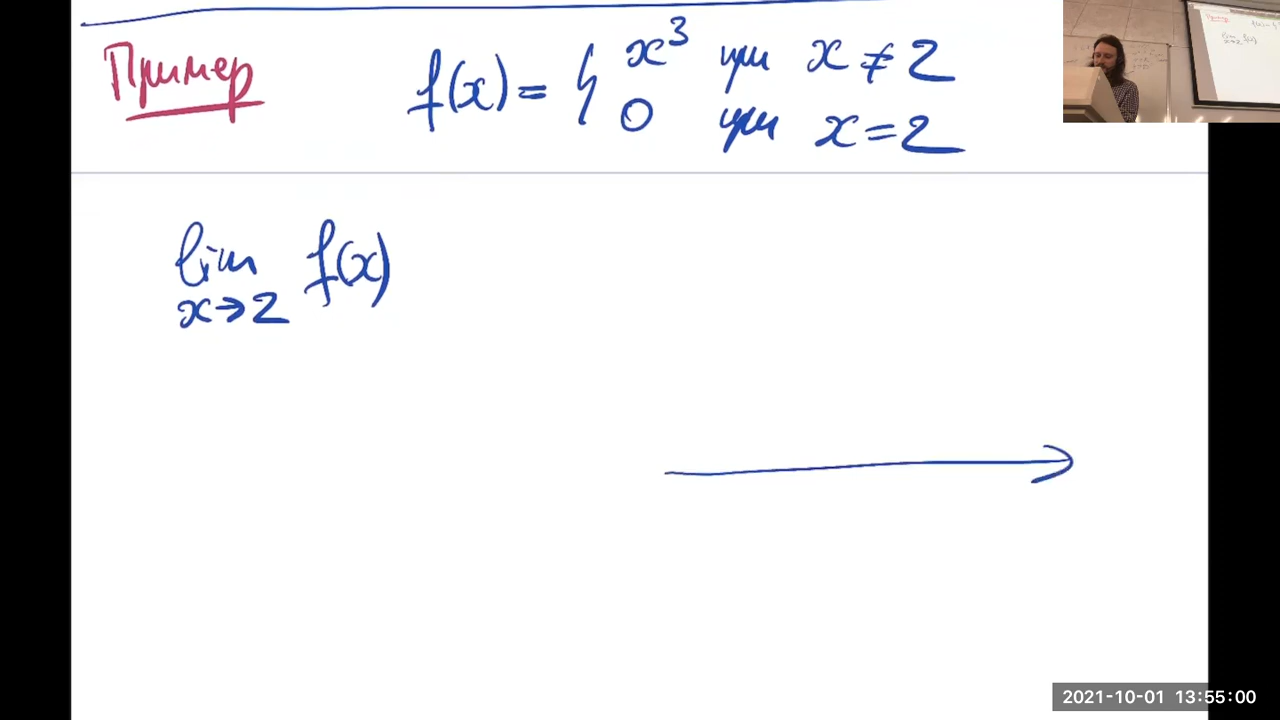 Пример
f(x) = { x³ при x ≠ 2
0 при x = 2
lim f(x)
x→2
2021-10-01 13:55:00